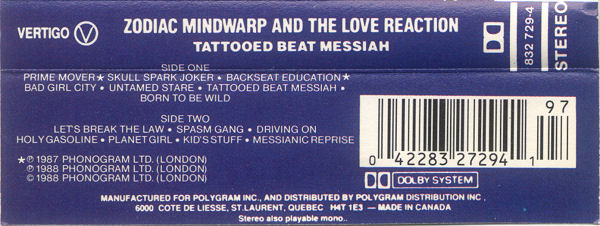 VERTIGO V
ZODIAC MINDWARP AND THE LOVE REACTION
TATTOOED BEAT MESSIAH
832 729-4
STEREO
SIDE ONE
PRIME MOVER★ SKULL SPARK JOKER • BACKSEAT EDUCATION★
BAD GIRL CITY • UNTAMED STARE • TATTOOED BEAT MESSIAH •
BORN TO BE WILD
SIDE TWO
LET'S BREAK THE LAW • SPASM GANG • DRIVING ON
HOLY GASOLINE • PLANET GIRL • KID'S STUFF • MESSIANIC REPRISE
★℗ 1987 PHONOGRAM LTD. (LONDON)
℗ 1988 PHONOGRAM LTD. (LONDON)
© 1988 PHONOGRAM LTD. (LONDON)
97
0 42283 27294 1
DOLBY SYSTEM
MANUFACTURED FOR POLYGRAM INC., AND DISTRIBUTED BY POLYGRAM DISTRIBUTION INC.,
6000 COTE DE LIESSE, ST. LAURENT, QUEBEC H4T 1E3 — MADE IN CANADA
Stereo also playable mono..